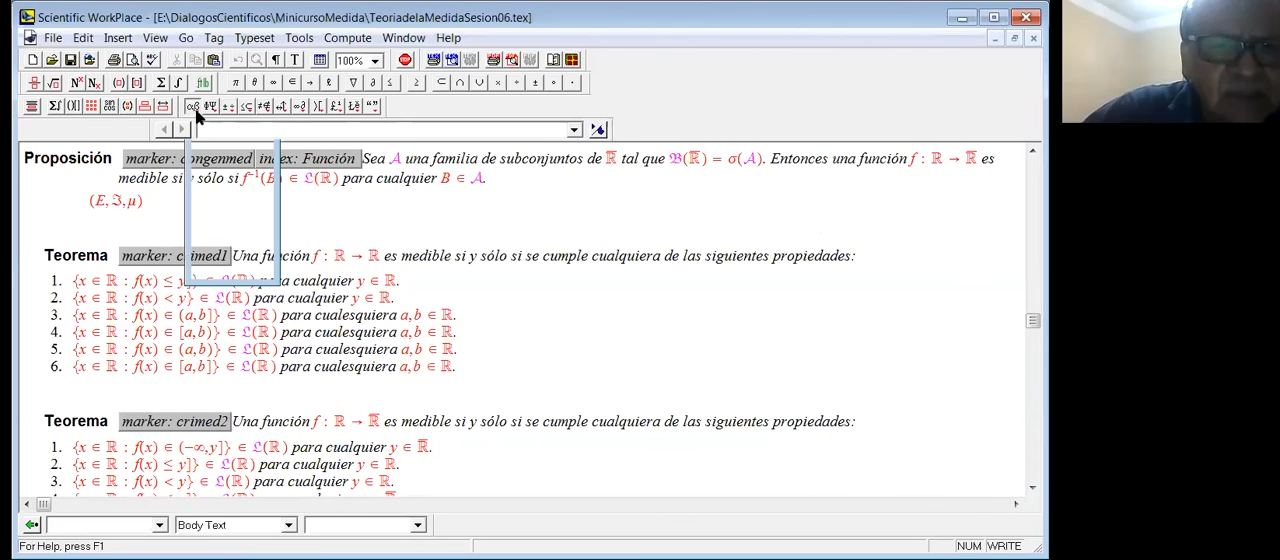 Scientific WorkPlace - [E:\DialogosCientificos\MinicursoMedida\TeoriadelaMedidaSesion06.tex]
File Edit Insert View Go Tag Typeset Tools Compute Window Help
100%
Proposición marker: congenmed index: Función Sea 𝒜 una familia de subconjuntos de ℝ̅ tal que 𝔅(ℝ̅) = σ(𝒜). Entonces una función f : ℝ → ℝ̅ es
medible si y sólo si f⁻¹(B) ∈ 𝔏(ℝ) para cualquier B ∈ 𝒜.
(E, ℑ, μ)
Teorema marker: crimed1 Una función f : ℝ → ℝ es medible si y sólo si se cumple cualquiera de las siguientes propiedades:
1. {x ∈ ℝ : f(x) ≤ y} ∈ 𝔏(ℝ) para cualquier y ∈ ℝ.
2. {x ∈ ℝ : f(x) < y} ∈ 𝔏(ℝ) para cualquier y ∈ ℝ.
3. {x ∈ ℝ : f(x) ∈ (a,b]} ∈ 𝔏(ℝ) para cualesquiera a,b ∈ ℝ.
4. {x ∈ ℝ : f(x) ∈ [a,b)} ∈ 𝔏(ℝ) para cualesquiera a,b ∈ ℝ.
5. {x ∈ ℝ : f(x) ∈ (a,b)} ∈ 𝔏(ℝ) para cualesquiera a,b ∈ ℝ.
6. {x ∈ ℝ : f(x) ∈ [a,b]} ∈ 𝔏(ℝ) para cualesquiera a,b ∈ ℝ.
Teorema marker: crimed2 Una función f : ℝ → ℝ̅ es medible si y sólo si se cumple cualquiera de las siguientes propiedades:
1. {x ∈ ℝ : f(x) ∈ (−∞,y]} ∈ 𝔏(ℝ) para cualquier y ∈ ℝ̅.
2. {x ∈ ℝ : f(x) ≤ y]} ∈ 𝔏(ℝ) para cualquier y ∈ ℝ.
3. {x ∈ ℝ : f(x) < y} ∈ 𝔏(ℝ) para cualquier y ∈ ℝ.
Body Text
For Help, press F1 NUM WRITE